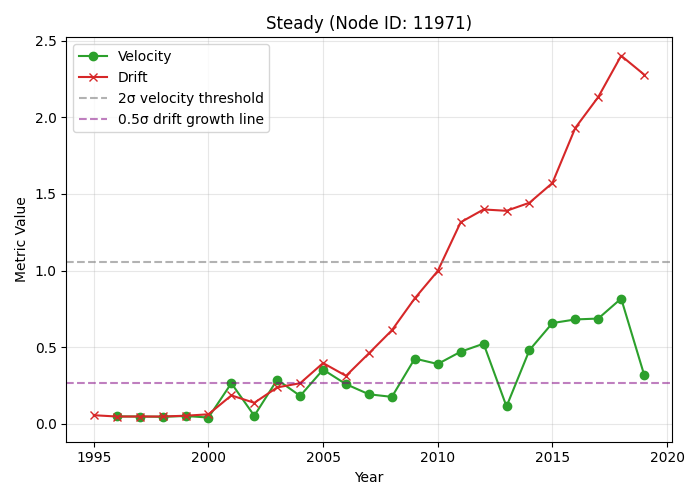 Steady (Node ID: 11971)
Velocity
Drift
2σ velocity threshold
0.5σ drift growth line
Metric Value
2.5
2.0
1.5
1.0
0.5
0.0
1995 2000 2005 2010 2015 2020
Year